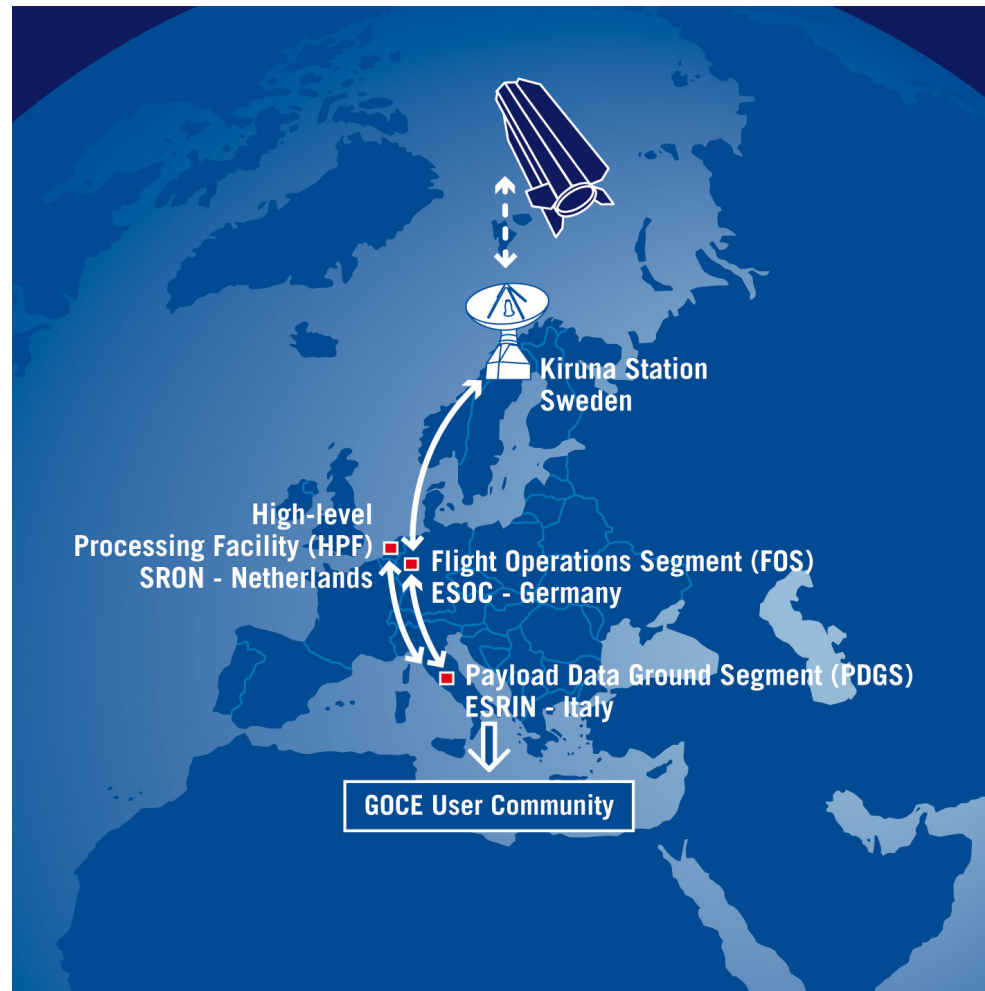 Kiruna Station
Sweden
High-level
Processing Facility (HPF)
SRON - Netherlands
Flight Operations Segment (FOS)
ESOC - Germany
Payload Data Ground Segment (PDGS)
ESRIN - Italy
GOCE User Community